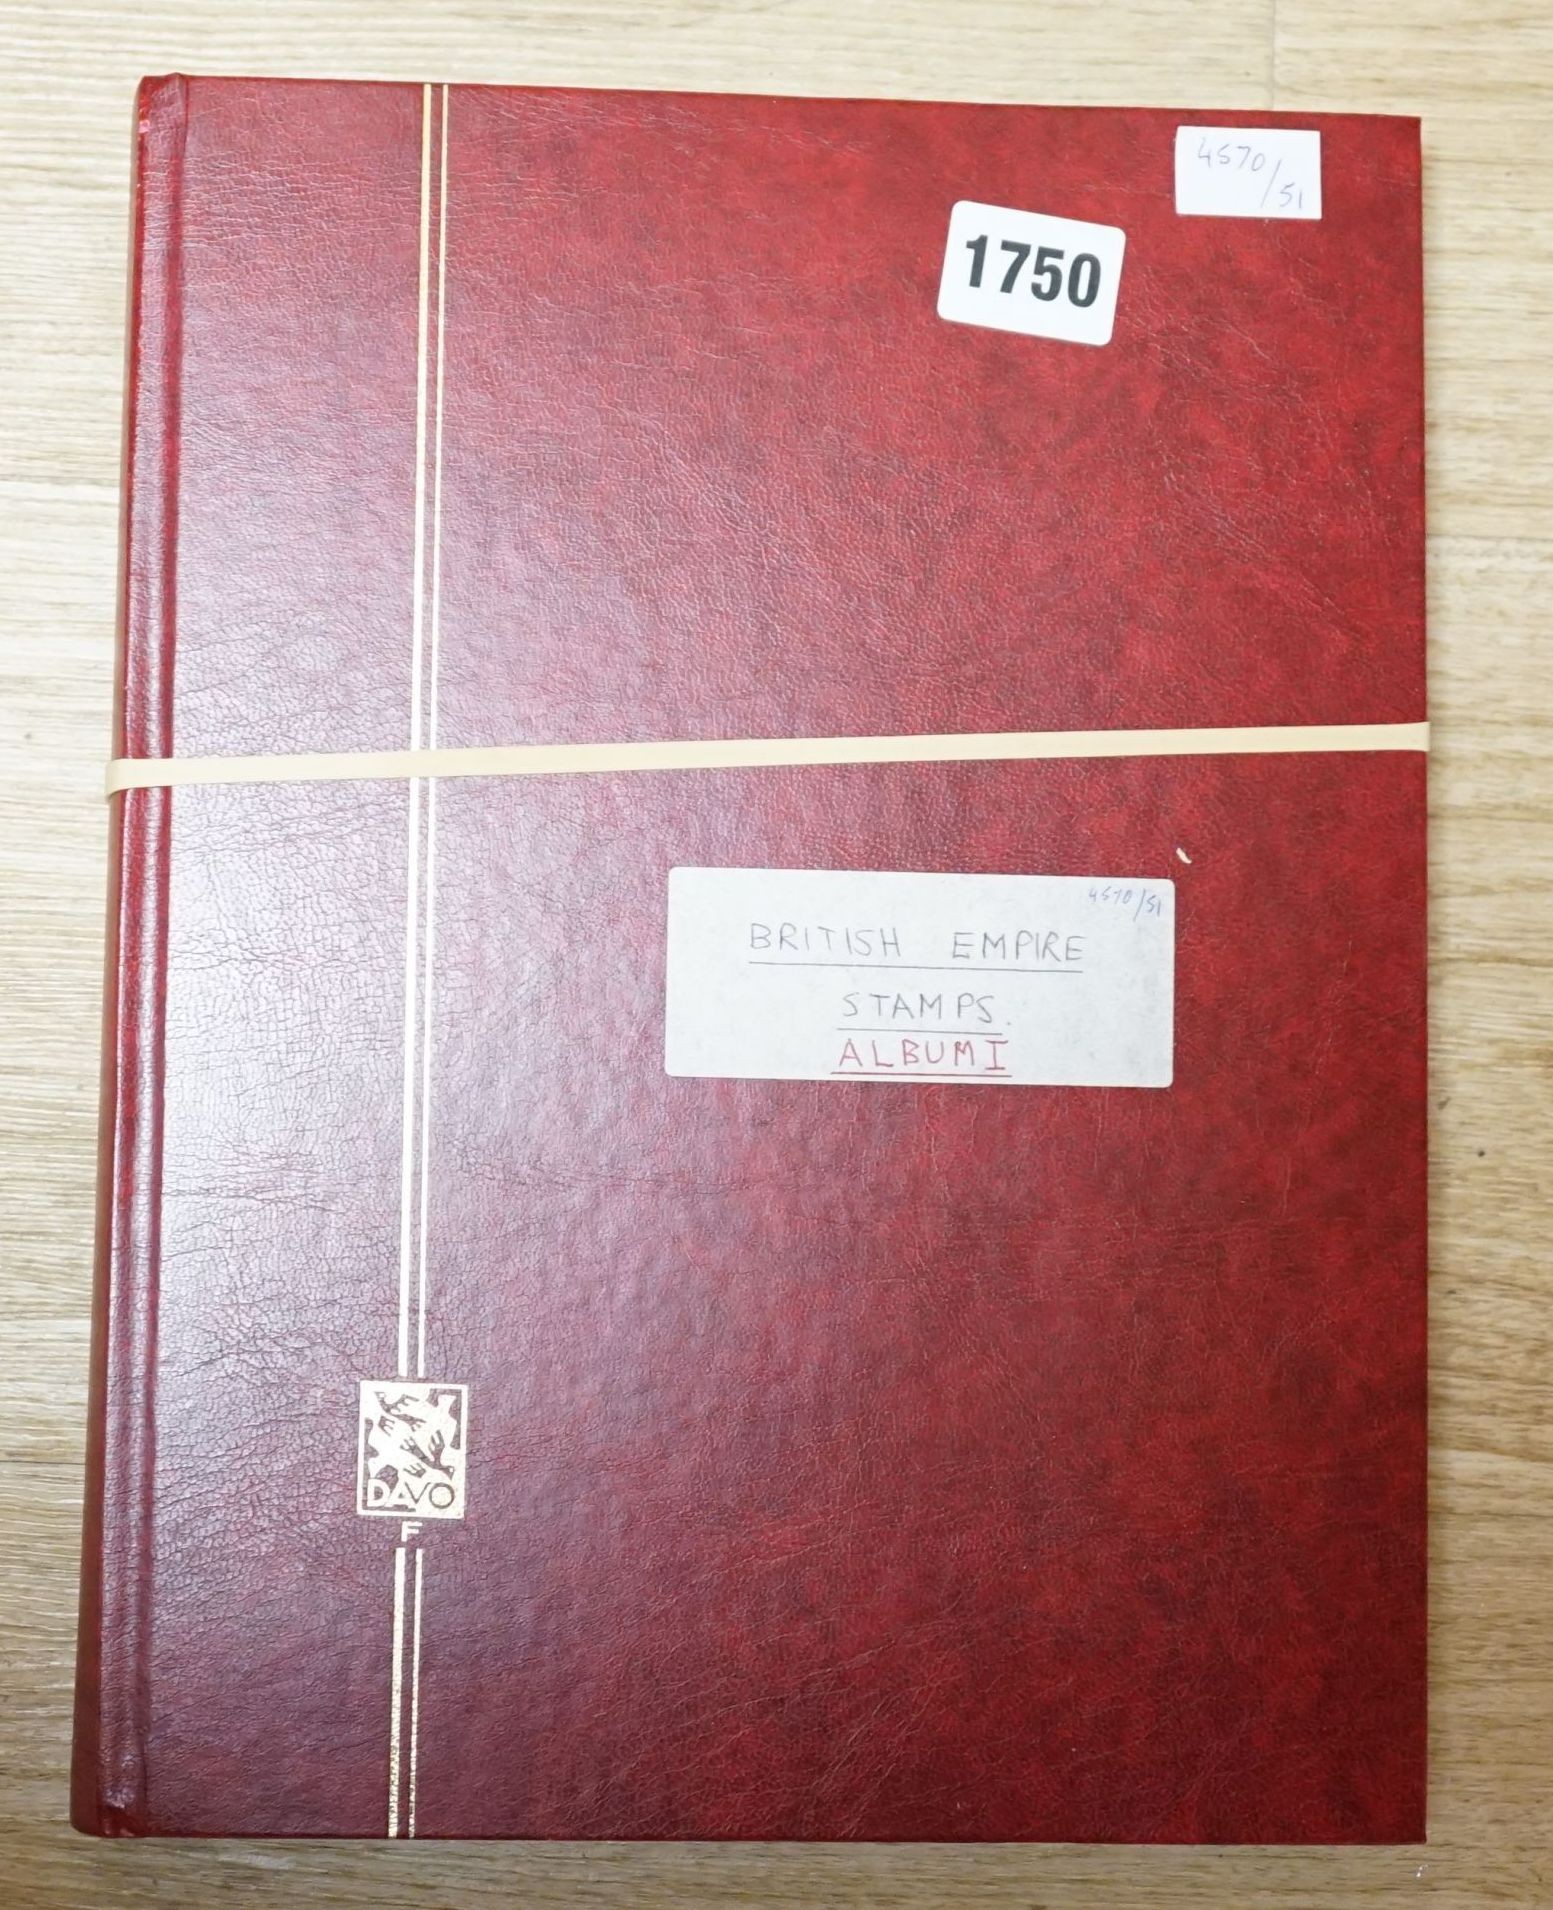 4570/51
1750
4570/51
BRITISH EMPIRE
STAMPS.
ALBUM I
DAVO
F